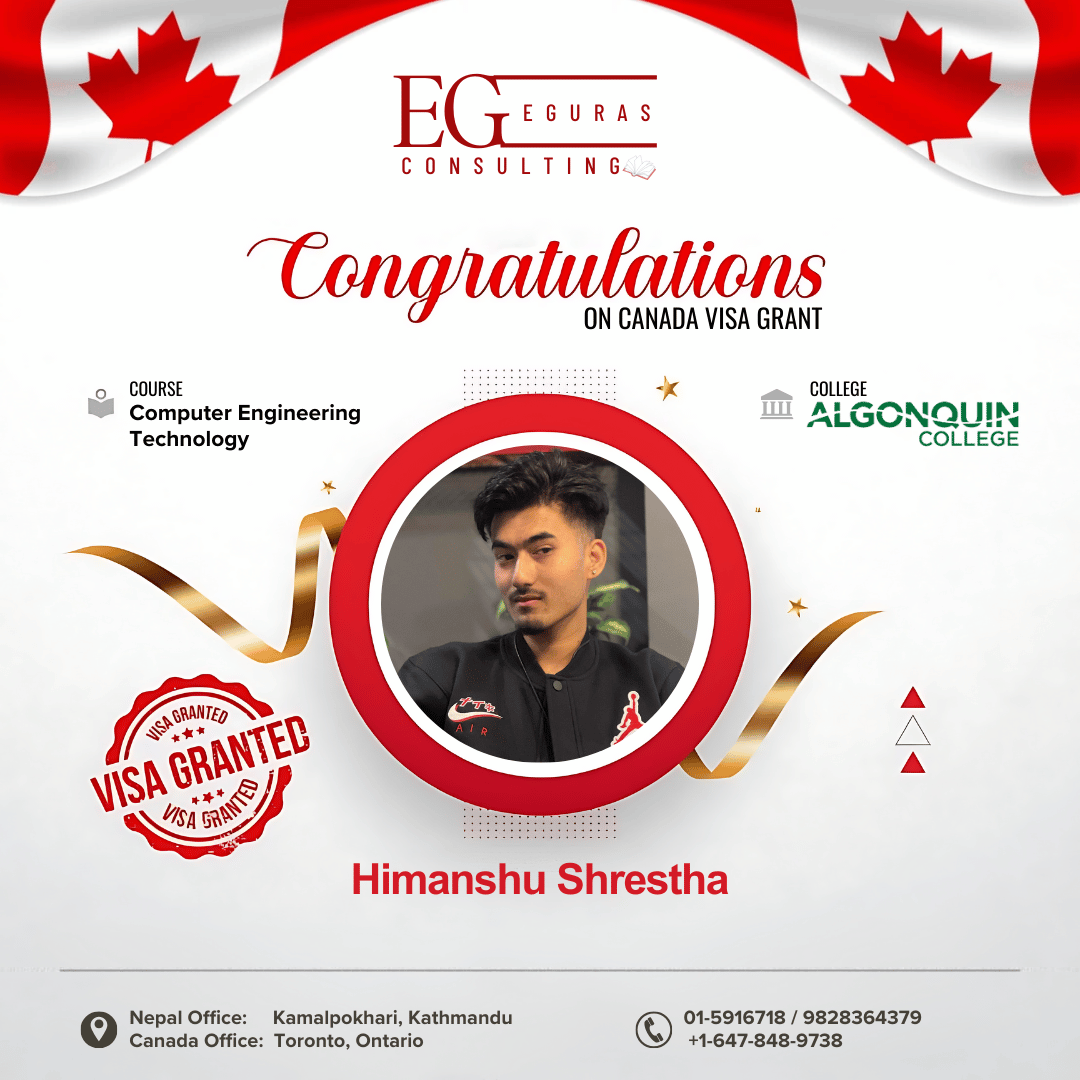 EG EGURAS
CONSULTING
Congratulations
ON CANADA VISA GRANT
COURSE
Computer Engineering
Technology
COLLEGE
ALGONQUIN
COLLEGE
AIR
VISA GRANTED
VISA GRANTED
VISA GRANTED
Himanshu Shrestha
Nepal Office: Kamalpokhari, Kathmandu
Canada Office: Toronto, Ontario
01-5916718 / 9828364379
+1-647-848-9738